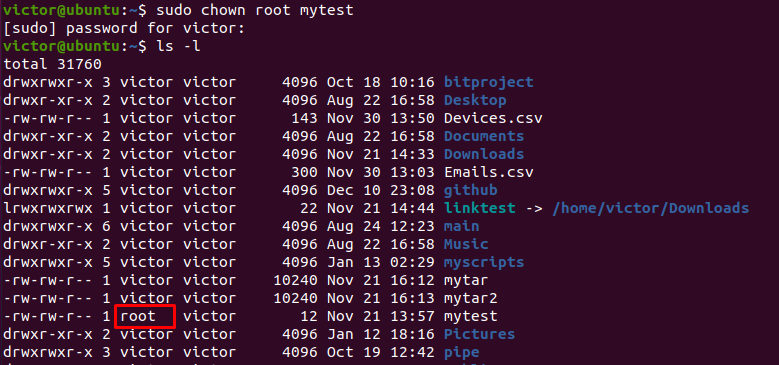 victor@ubuntu:~$ sudo chown root mytest
[sudo] password for victor:
victor@ubuntu:~$ ls -l
total 31760
drwxrwxr-x 3 victor victor     4096 Oct 18 10:16 bitproject
drwxr-xr-x 2 victor victor     4096 Aug 22 16:58 Desktop
-rw-rw-r-- 1 victor victor      143 Nov 30 13:50 Devices.csv
drwxr-xr-x 2 victor victor     4096 Aug 22 16:58 Documents
drwxr-xr-x 2 victor victor     4096 Nov 21 14:33 Downloads
-rw-rw-r-- 1 victor victor      300 Nov 30 13:03 Emails.csv
drwxrwxr-x 5 victor victor     4096 Dec 10 23:08 github
lrwxrwxrwx 1 victor victor       22 Nov 21 14:44 linktest -> /home/victor/Downloads
drwxrwxr-x 6 victor victor     4096 Aug 24 12:23 main
drwxr-xr-x 2 victor victor     4096 Aug 22 16:58 Music
drwxrwxr-x 5 victor victor     4096 Jan 13 02:29 myscripts
-rw-rw-r-- 1 victor victor    10240 Nov 21 16:12 mytar
-rw-rw-r-- 1 victor victor    10240 Nov 21 16:13 mytar2
-rw-rw-r-- 1 root   victor       12 Nov 21 13:57 mytest
drwxr-xr-x 2 victor victor     4096 Jan 12 18:16 Pictures
drwxrwxr-x 3 victor victor     4096 Oct 19 12:42 pipe